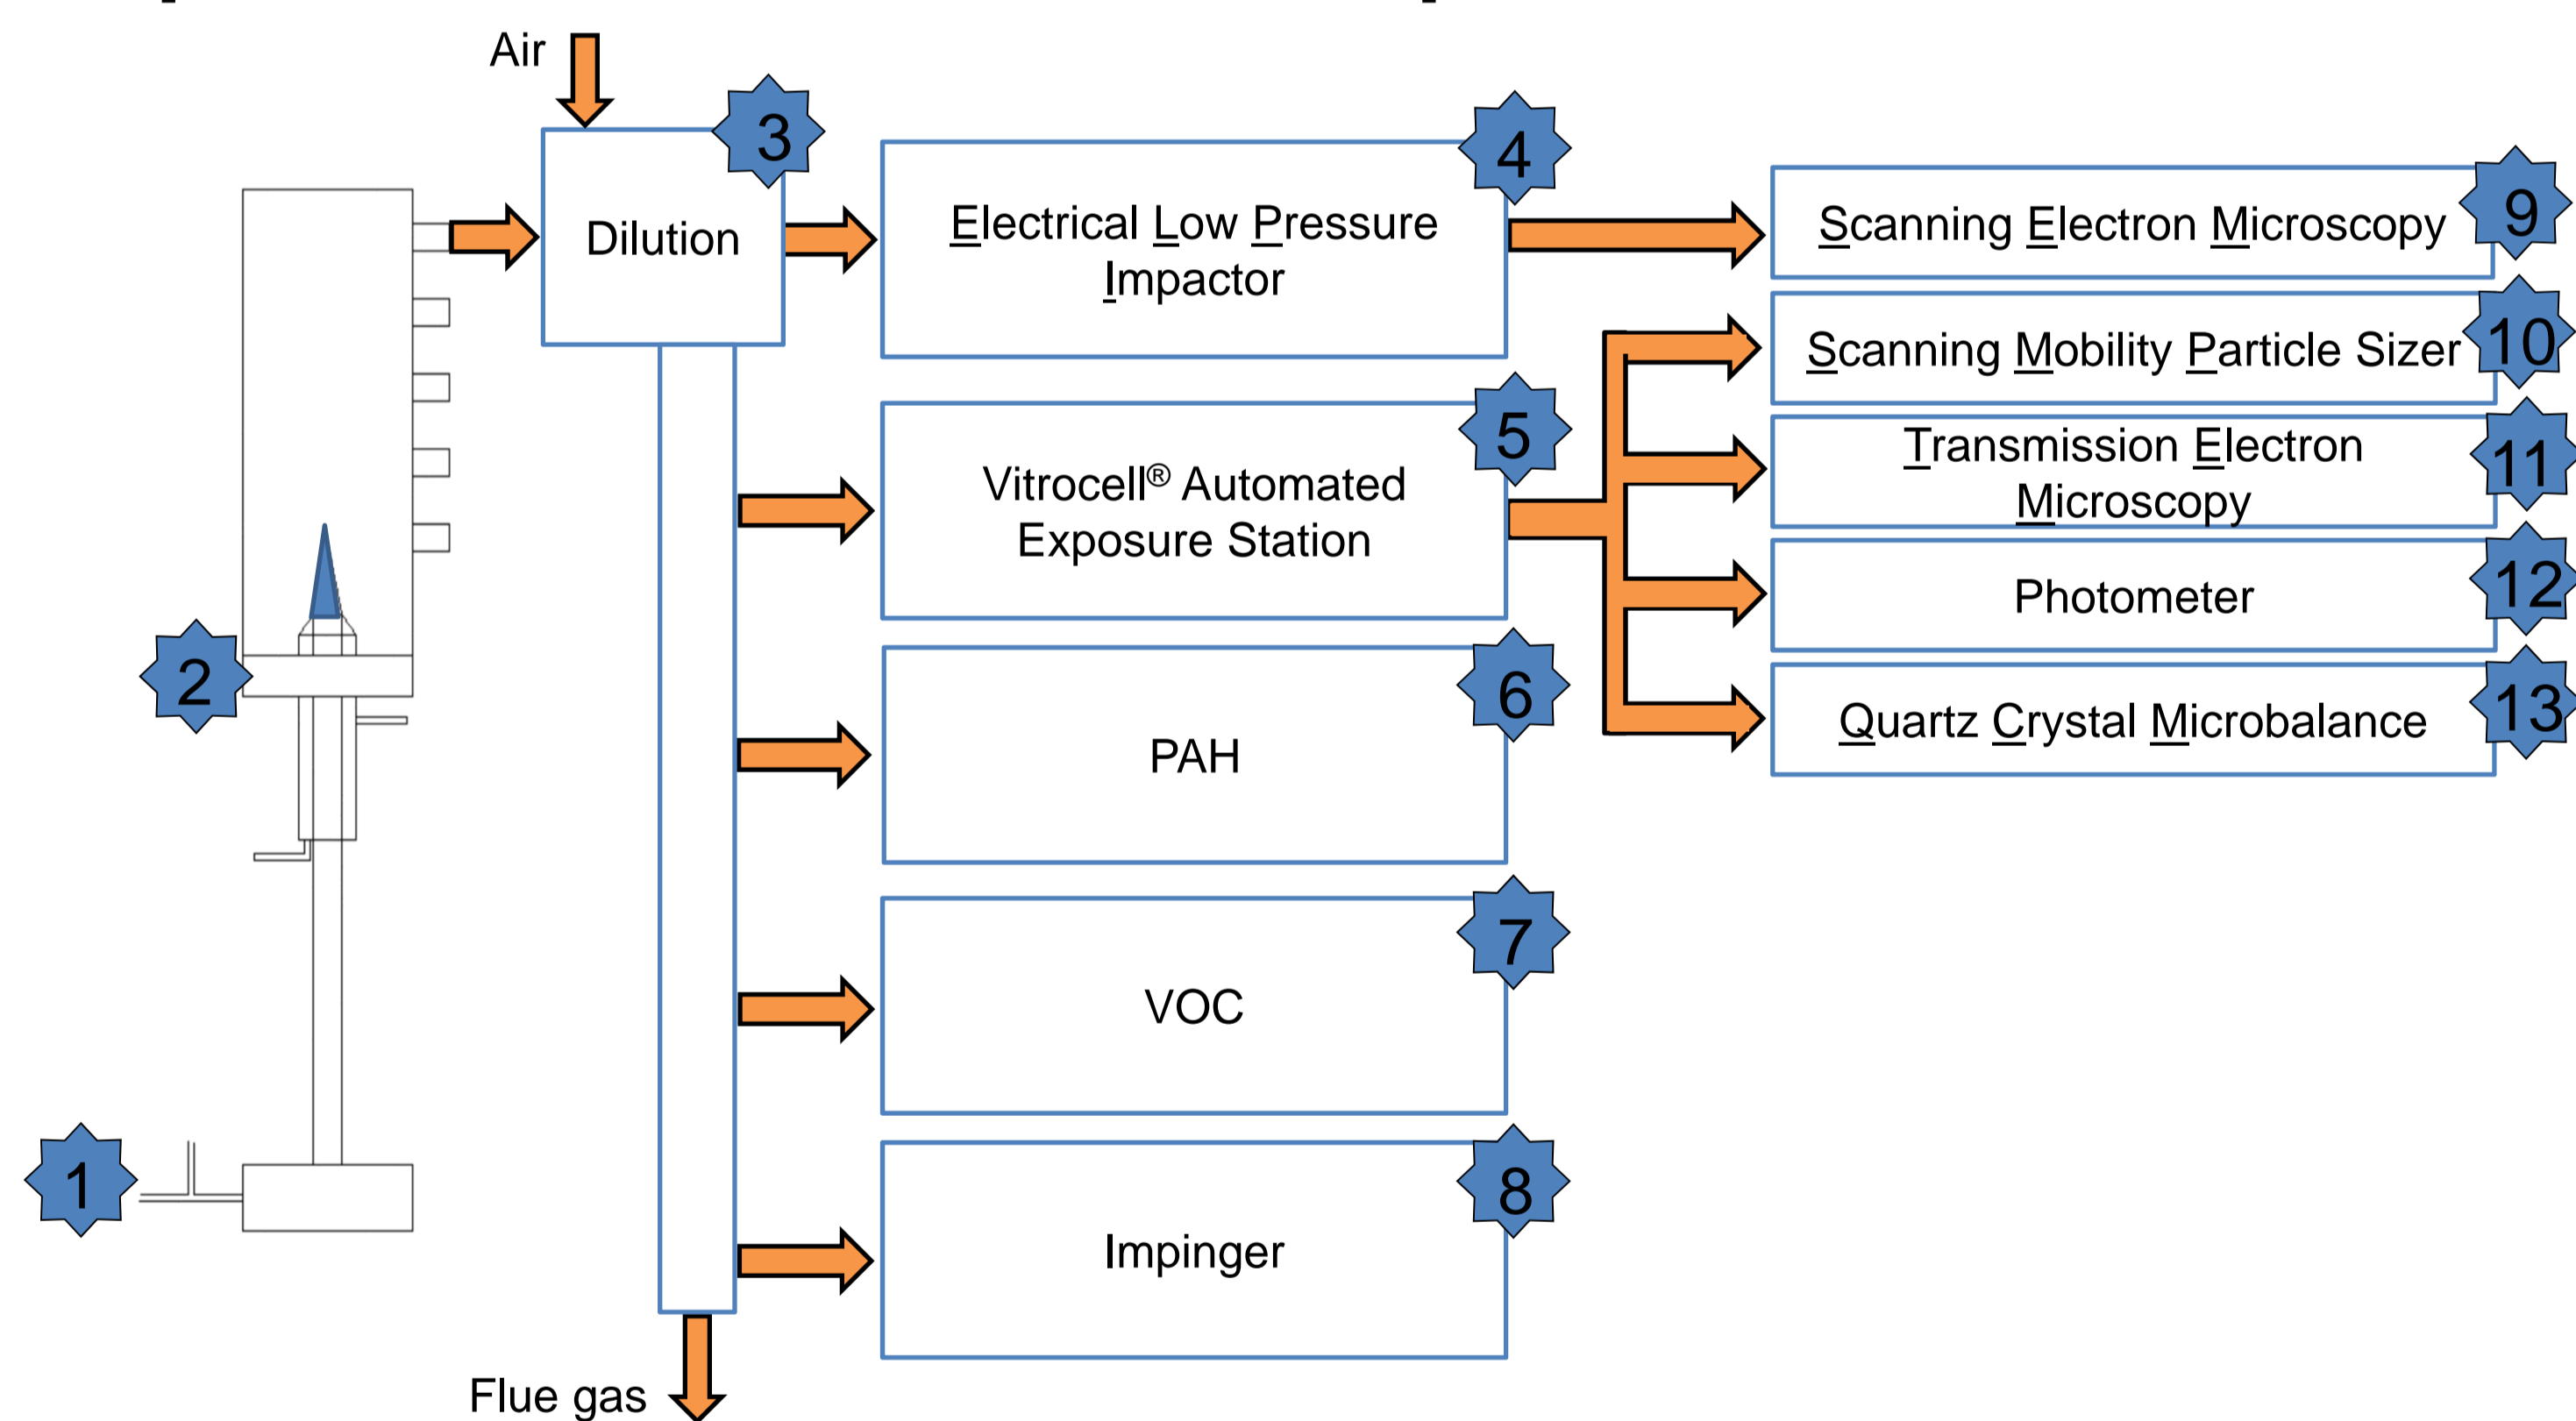 Air
3
Dilution
4
Electrical Low Pressure
Impactor
9
Scanning Electron Microscopy
10
Scanning Mobility Particle Sizer
5
Vitrocell® Automated
Exposure Station
11
Transmission Electron
Microscopy
12
Photometer
2
6
PAH
13
Quartz Crystal Microbalance
7
VOC
1
8
Impinger
Flue gas